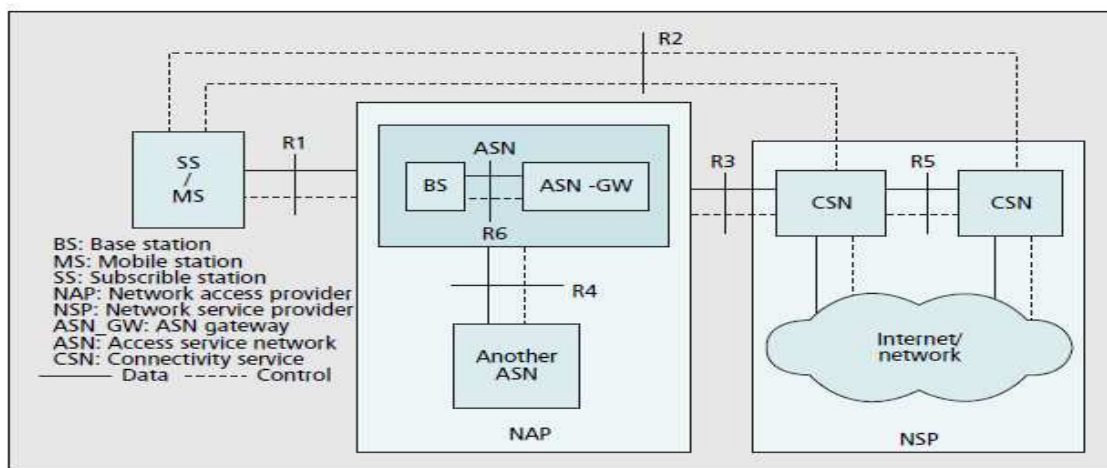 R2
SS
/
MS
R1
ASN
BS
ASN -GW
R6
R4
Another
ASN
NAP
R3
R5
CSN
CSN
Internet/
network
NSP
BS: Base station
MS: Mobile station
SS: Subscrible station
NAP: Network access provider
NSP: Network service provider
ASN_GW: ASN gateway
ASN: Access service network
CSN: Connectivity service
Data Control